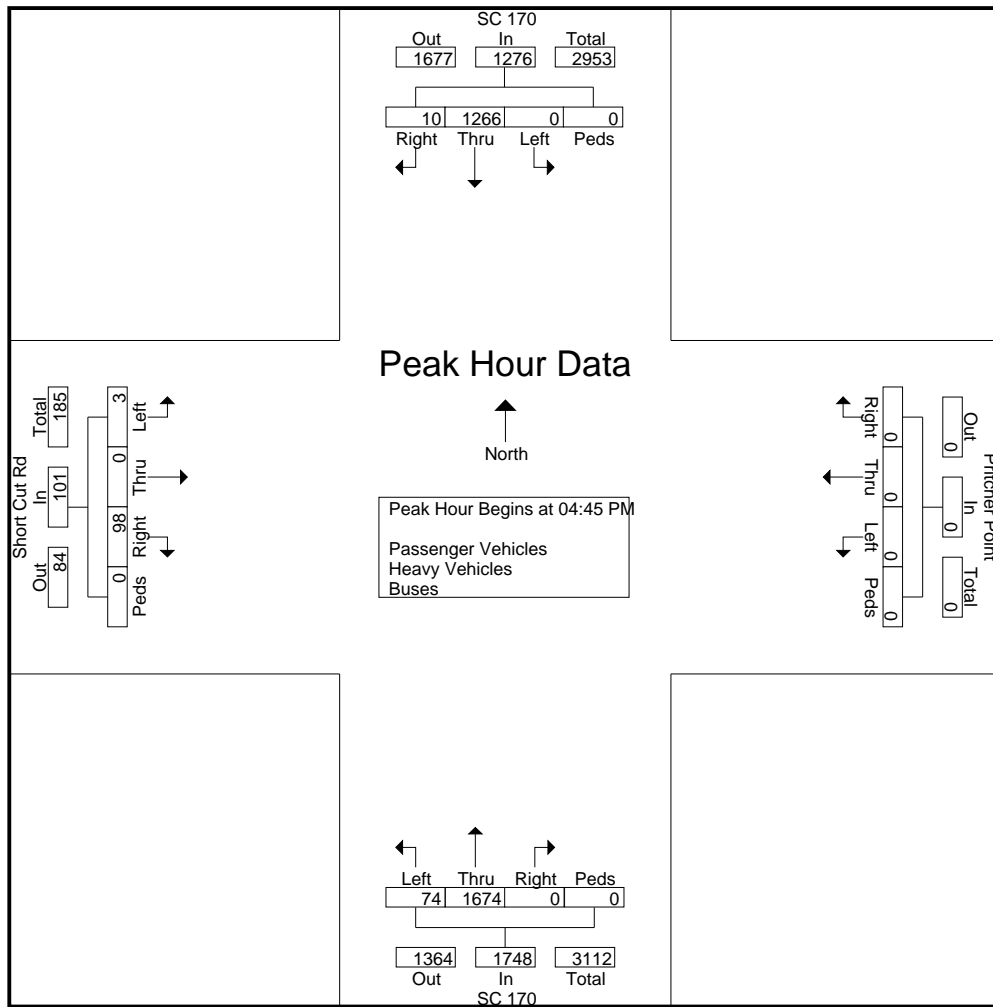 SC 170
Out In Total
1677 1276 2953
10 1266 0 0
Right Thru Left Peds
Peak Hour Data
North
Peak Hour Begins at 04:45 PM
Passenger Vehicles
Heavy Vehicles
Buses
Short Cut Rd
Out In Total
84 101 185
0 98 0 3
Peds Right Thru Left
Pritcher Point
Out In Total
0 0 0
0 0 0 0
Right Thru Left Peds
Left Thru Right Peds
74 1674 0 0
1364 1748 3112
Out In Total
SC 170